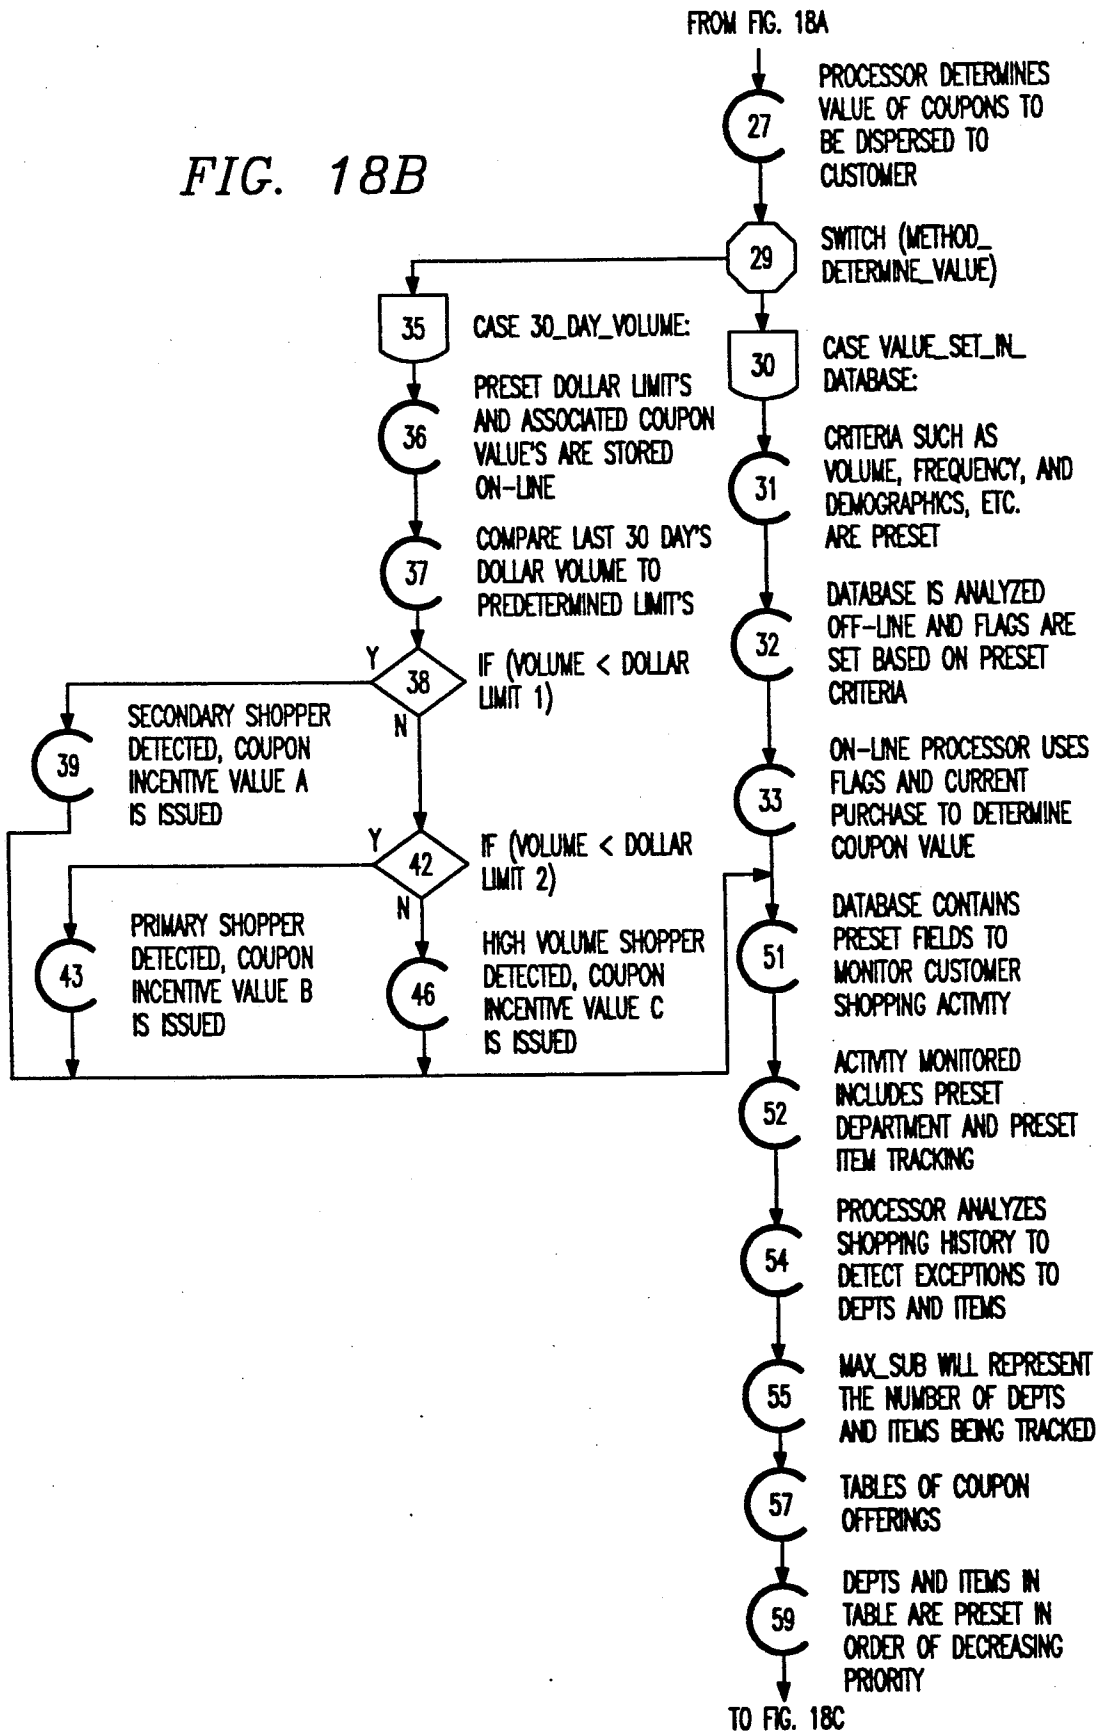 FROM FIG. 18A
FIG. 18B
27
PROCESSOR DETERMINES
VALUE OF COUPONS TO
BE DISPERSED TO
CUSTOMER
29
SWITCH (METHOD_
DETERMINE_VALUE)
35
CASE 30_DAY_VOLUME:
30
CASE VALUE_SET_IN_
DATABASE:
36
PRESET DOLLAR LIMIT'S
AND ASSOCIATED COUPON
VALUE'S ARE STORED
ON-LINE
31
CRITERIA SUCH AS
VOLUME, FREQUENCY, AND
DEMOGRAPHICS, ETC.
ARE PRESET
37
COMPARE LAST 30 DAY'S
DOLLAR VOLUME TO
PREDETERMINED LIMIT'S
32
DATABASE IS ANALYZED
OFF-LINE AND FLAGS ARE
SET BASED ON PRESET
CRITERIA
Y
38
N
IF (VOLUME < DOLLAR
LIMIT 1)
39
SECONDARY SHOPPER
DETECTED, COUPON
INCENTIVE VALUE A
IS ISSUED
33
ON-LINE PROCESSOR USES
FLAGS AND CURRENT
PURCHASE TO DETERMINE
COUPON VALUE
Y
42
N
IF (VOLUME < DOLLAR
LIMIT 2)
43
PRIMARY SHOPPER
DETECTED, COUPON
INCENTIVE VALUE B
IS ISSUED
46
HIGH VOLUME SHOPPER
DETECTED, COUPON
INCENTIVE VALUE C
IS ISSUED
51
DATABASE CONTAINS
PRESET FIELDS TO
MONITOR CUSTOMER
SHOPPING ACTIVITY
52
ACTIVITY MONITORED
INCLUDES PRESET
DEPARTMENT AND PRESET
ITEM TRACKING
54
PROCESSOR ANALYZES
SHOPPING HISTORY TO
DETECT EXCEPTIONS TO
DEPTS AND ITEMS
55
MAX_SUB WILL REPRESENT
THE NUMBER OF DEPTS
AND ITEMS BEING TRACKED
57
TABLES OF COUPON
OFFERINGS
59
DEPTS AND ITEMS IN
TABLE ARE PRESET IN
ORDER OF DECREASING
PRIORITY
TO FIG. 18C